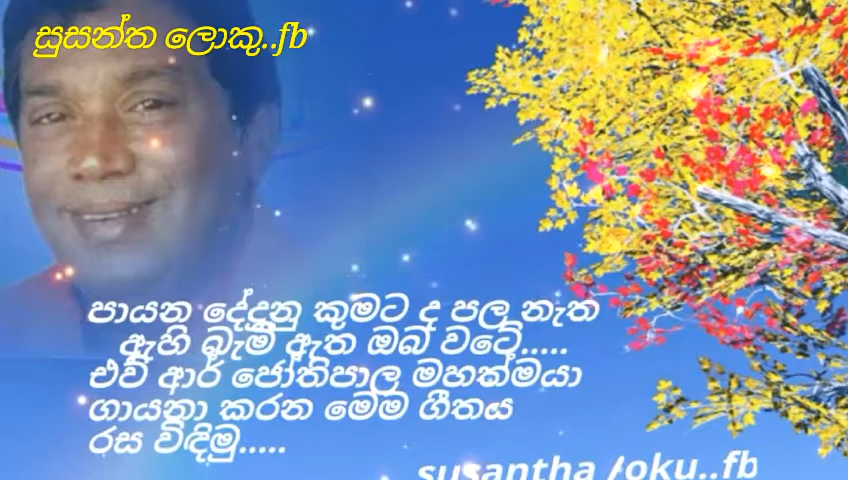 සුසන්ත ලොකු..fb
පායන දේදුනු කුමට ද පල නැත
ඇහි බැමි ඇත ඔබ වටේ.....
එච් ආර් ජෝතිපාල මහක්මයා
ගායනා කරන මෙම ගීතය
රස විඳිමු.....
susantha loku..fb